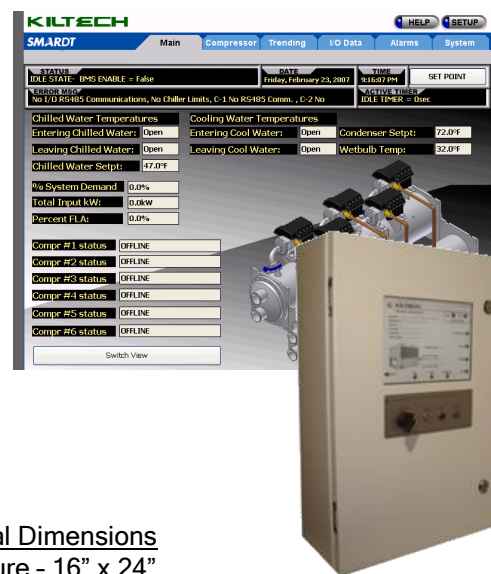 KILTECH
HELP SETUP
SMARDT Main Compressor Trending I/O Data Alarms System
STATUS DATE TIME
IDLE STATE- BMS ENABLE = False Friday, February 23, 2007 9:16:07 PM SET POINT
ERROR MSG ACTIVE TIMER
No I/O RS485 Communications, No Chiller Limits, C-1 No RS485 Comm. , C-2 No IDLE TIMER = 0sec
Chilled Water Temperatures Cooling Water Temperatures
Entering Chilled Water: Open Entering Cool Water: Open Condenser Setpt: 72.0ºF
Leaving Chilled Water: Open Leaving Cool Water: Open Wetbulb Temp: 32.0ºF
Chilled Water Setpt: 47.0ºF
% System Demand 0.0%
Total Input kW: 0.0kW
Percent FLA: 0.0%
Compr #1 status OFFLINE
Compr #2 status OFFLINE
Compr #3 status OFFLINE
Compr #4 status OFFLINE
Compr #5 status OFFLINE
Compr #6 status OFFLINE
Switch View
KILTECH
al Dimensions
ure - 16” x 24”